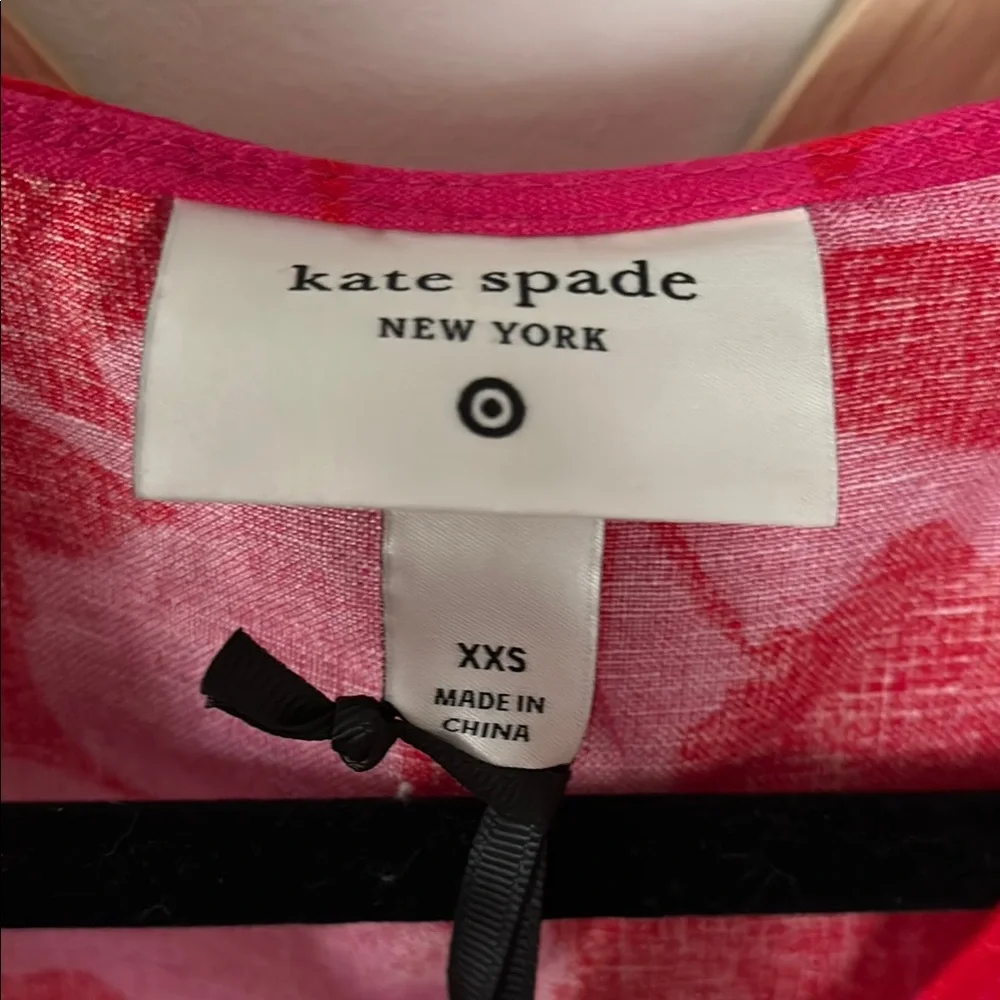 kate spade
NEW YORK
XXS
MADE IN
CHINA